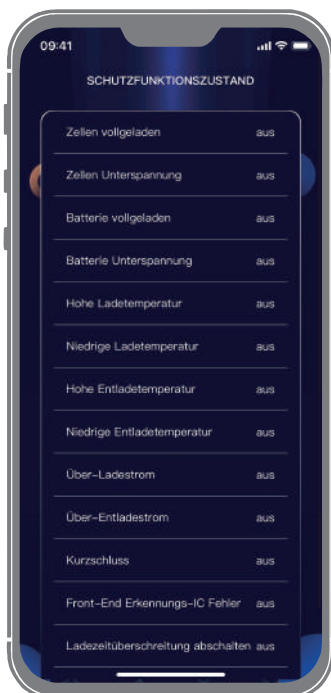 09:41
SCHUTZFUNKTIONSZUSTAND
Zellen vollgeladen aus
Zellen Unterspannung aus
Batterie vollgeladen aus
Batterie Unterspannung aus
Hohe Ladetemperatur aus
Niedrige Ladetemperatur aus
Hohe Entladetemperatur aus
Niedrige Entladetemperatur aus
Über-Ladestrom aus
Über-Entladestrom aus
Kurzschluss aus
Front-End Erkennungs-IC Fehler aus
Ladezeitüberschreitung abschalten aus